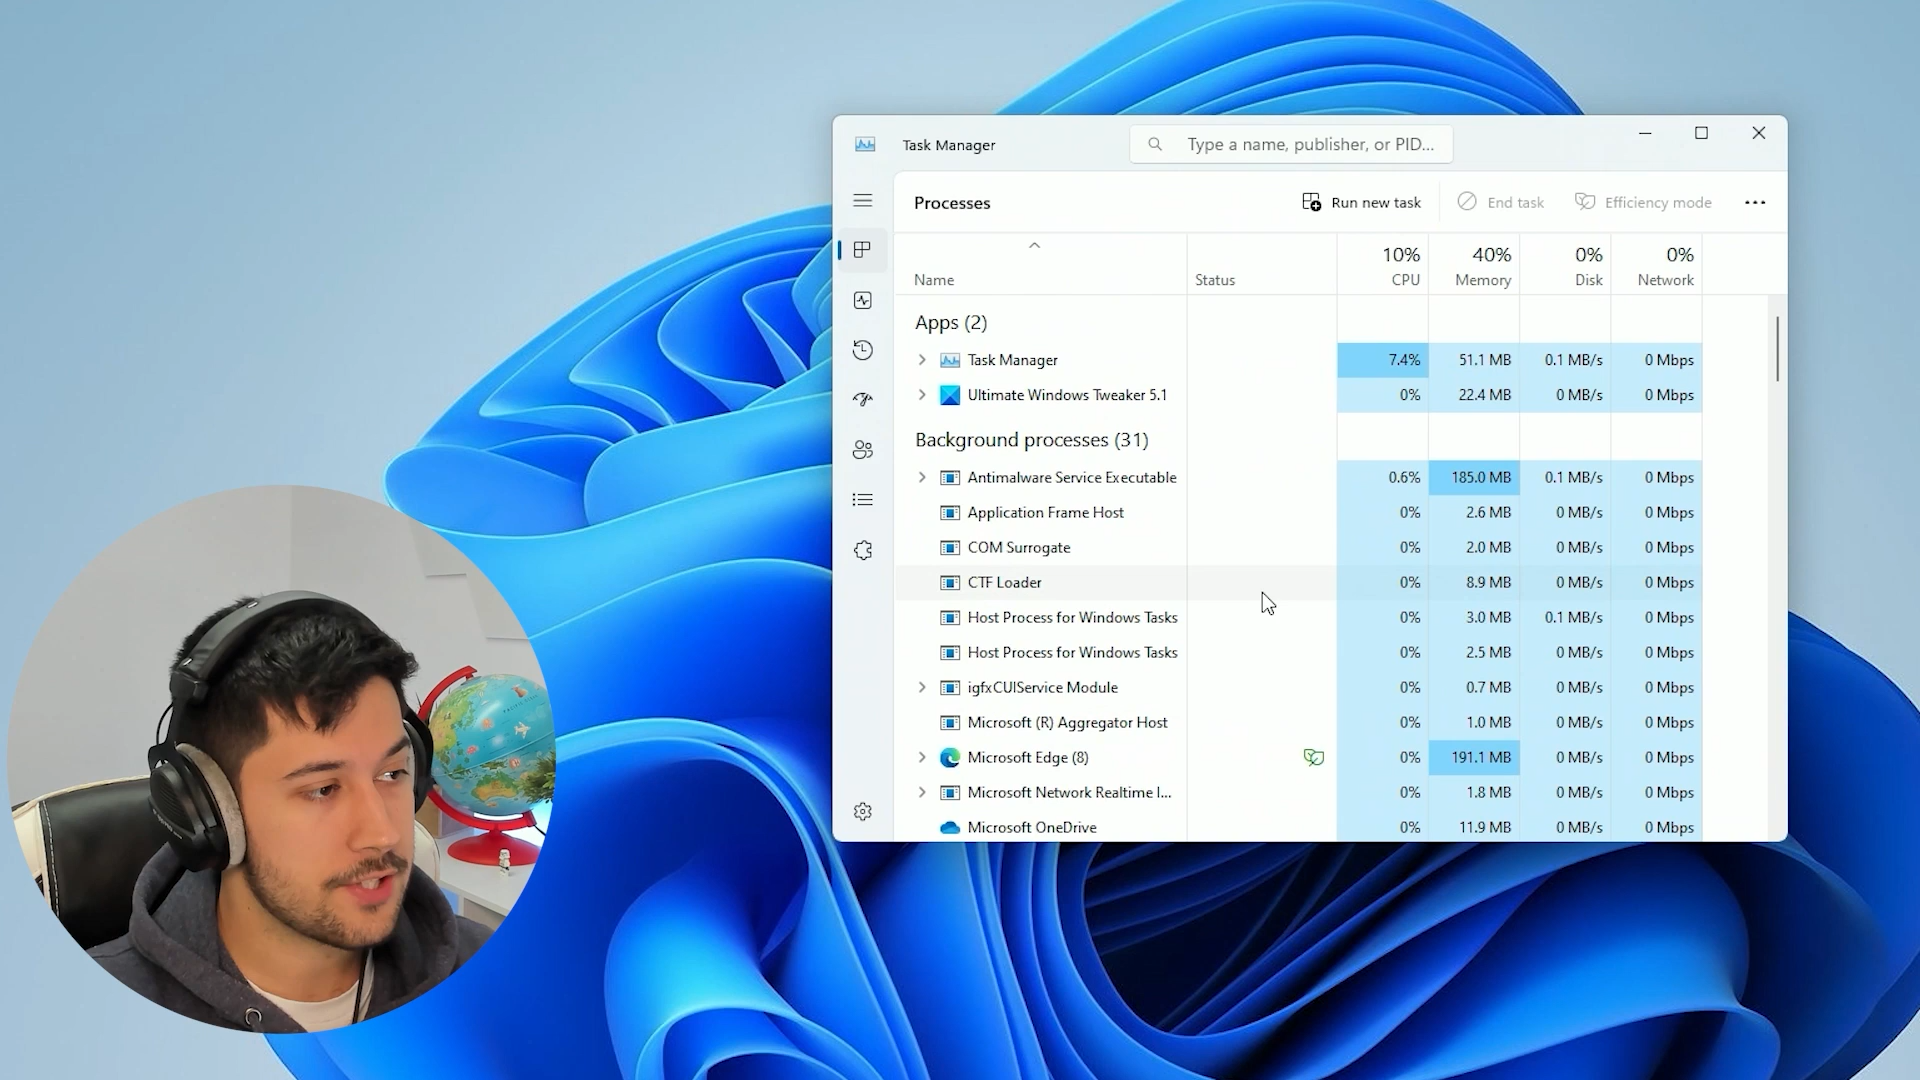 Task Manager
Type a name, publisher, or PID...
Processes
Run new task
End task
Efficiency mode
10% 40% 0% 0%
Name Status CPU Memory Disk Network
Apps (2)
Task Manager 7.4% 51.1 MB 0.1 MB/s 0 Mbps
Ultimate Windows Tweaker 5.1 0% 22.4 MB 0 MB/s 0 Mbps
Background processes (31)
Antimalware Service Executable 0.6% 185.0 MB 0.1 MB/s 0 Mbps
Application Frame Host 0% 2.6 MB 0 MB/s 0 Mbps
COM Surrogate 0% 2.0 MB 0 MB/s 0 Mbps
CTF Loader 0% 8.9 MB 0 MB/s 0 Mbps
Host Process for Windows Tasks 0% 3.0 MB 0.1 MB/s 0 Mbps
Host Process for Windows Tasks 0% 2.5 MB 0 MB/s 0 Mbps
igfxCUIService Module 0% 0.7 MB 0 MB/s 0 Mbps
Microsoft (R) Aggregator Host 0% 1.0 MB 0 MB/s 0 Mbps
Microsoft Edge (8) 0% 191.1 MB 0 MB/s 0 Mbps
Microsoft Network Realtime I... 0% 1.8 MB 0 MB/s 0 Mbps
Microsoft OneDrive 0% 11.9 MB 0 MB/s 0 Mbps